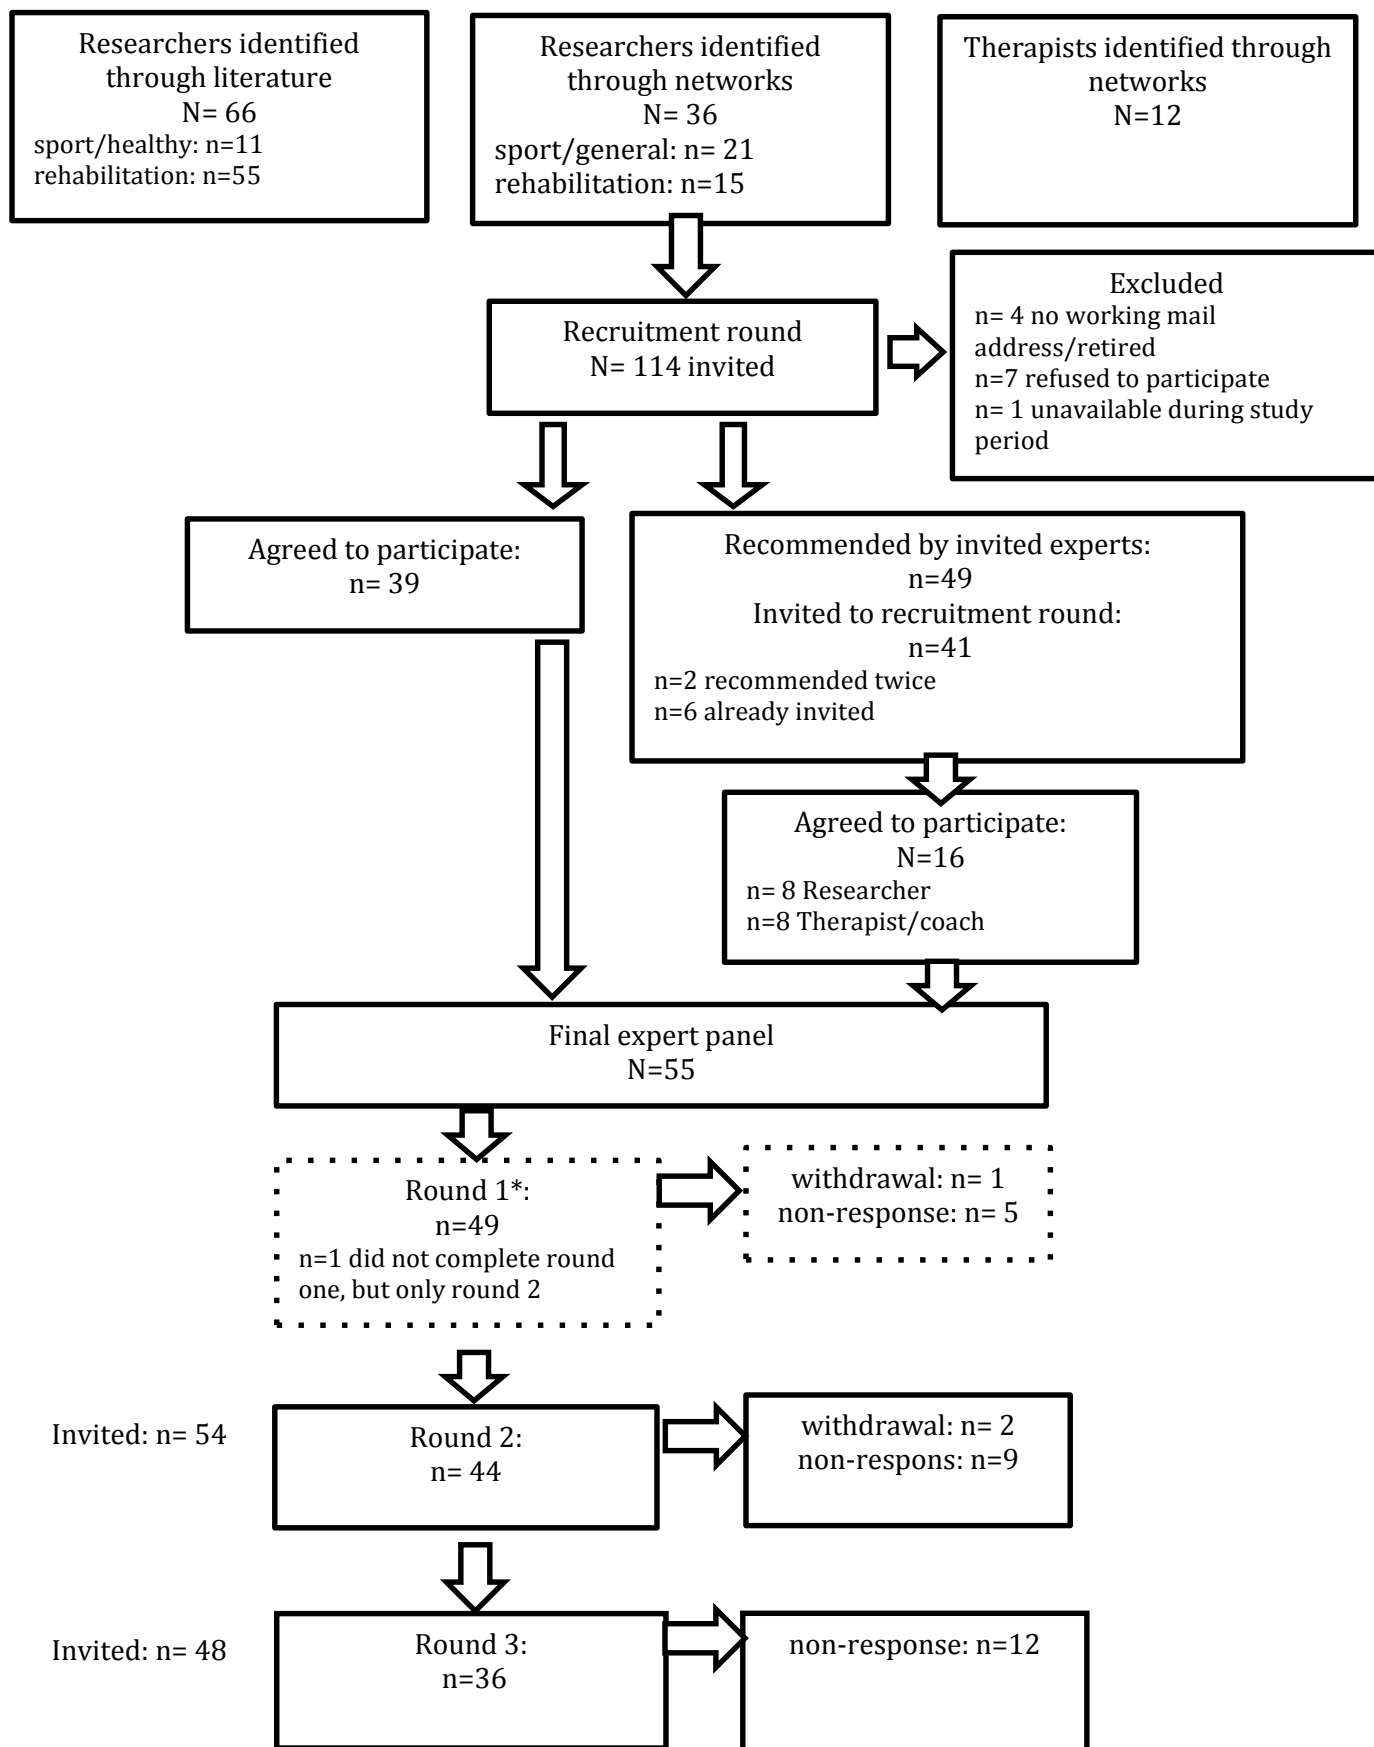 Researchers identified
through literature
N= 66
sport/healthy: n=11
rehabilitation: n=55
Researchers identified
through networks
N= 36
sport/general: n= 21
rehabilitation: n=15
Therapists identified through
networks
N=12
Recruitment round
N= 114 invited
Excluded
n= 4 no working mail
address/retired
n=7 refused to participate
n= 1 unavailable during study
period
Agreed to participate:
n= 39
Recommended by invited experts:
n=49
Invited to recruitment round:
n=41
n=2 recommended twice
n=6 already invited
Agreed to participate:
N=16
n= 8 Researcher
n=8 Therapist/coach
Final expert panel
N=55
Round 1*:
n=49
n=1 did not complete round
one, but only round 2
withdrawal: n= 1
non-response: n= 5
Invited: n= 54
Round 2:
n= 44
withdrawal: n= 2
non-respons: n=9
Invited: n= 48
Round 3:
n=36
non-response: n=12